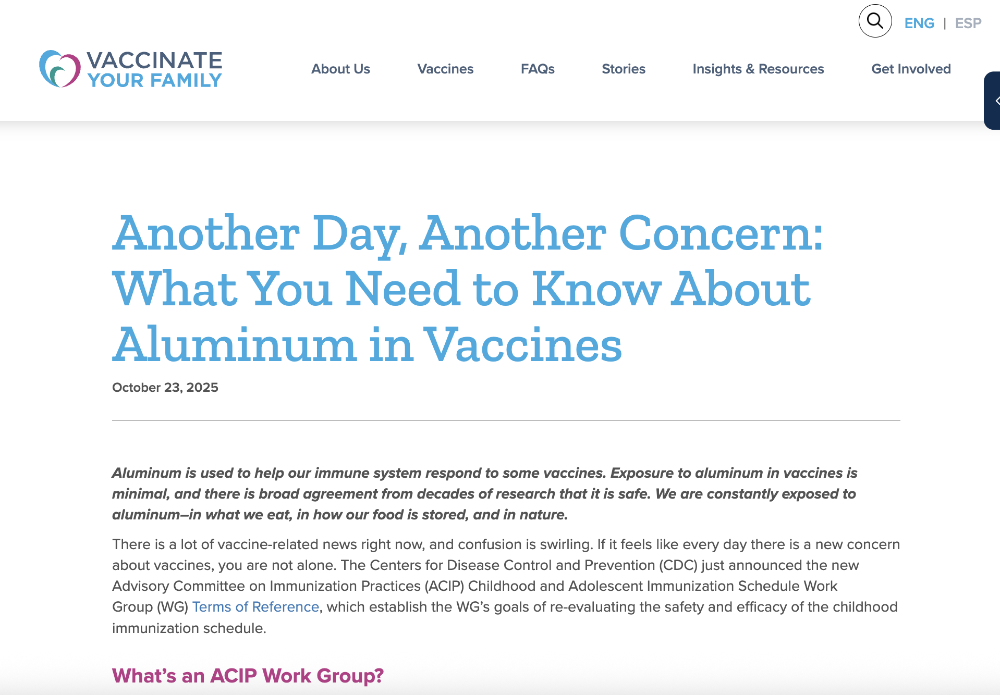 ENG | ESP
VACCINATE
YOUR FAMILY
About Us Vaccines FAQs Stories Insights & Resources Get Involved
Another Day, Another Concern:
What You Need to Know About
Aluminum in Vaccines
October 23, 2025
Aluminum is used to help our immune system respond to some vaccines. Exposure to aluminum in vaccines is
minimal, and there is broad agreement from decades of research that it is safe. We are constantly exposed to
aluminum–in what we eat, in how our food is stored, and in nature.
There is a lot of vaccine-related news right now, and confusion is swirling. If it feels like every day there is a new concern
about vaccines, you are not alone. The Centers for Disease Control and Prevention (CDC) just announced the new
Advisory Committee on Immunization Practices (ACIP) Childhood and Adolescent Immunization Schedule Work
Group (WG) Terms of Reference, which establish the WG’s goals of re-evaluating the safety and efficacy of the childhood
immunization schedule.
What’s an ACIP Work Group?